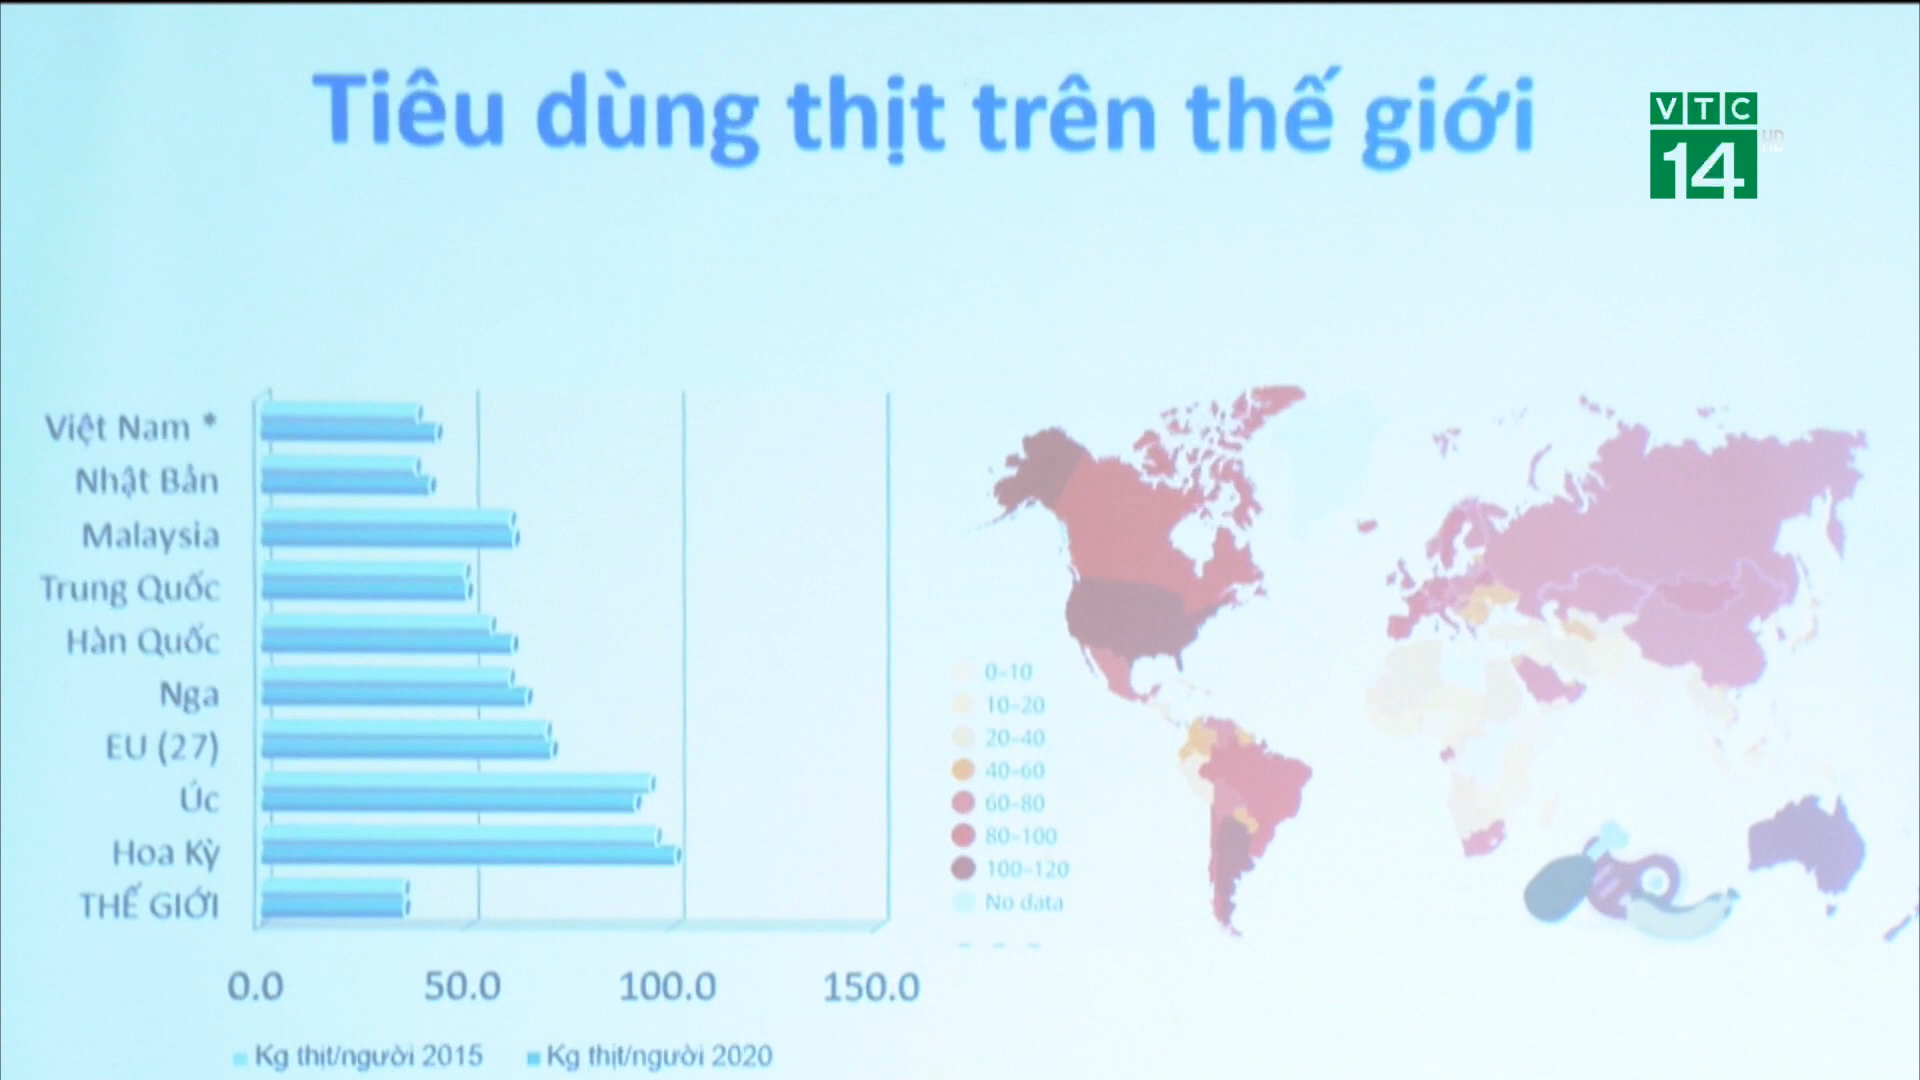 Tiêu dùng thịt trên thế giới
VTC
14
HD
Việt Nam *
Nhật Bản
Malaysia
Trung Quốc
Hàn Quốc
Nga
EU (27)
Úc
Hoa Kỳ
THẾ GIỚI
0.0 50.0 100.0 150.0
Kg thịt/người 2015 Kg thịt/người 2020
0-10
10-20
20-40
40-60
60-80
80-100
100-120
No data